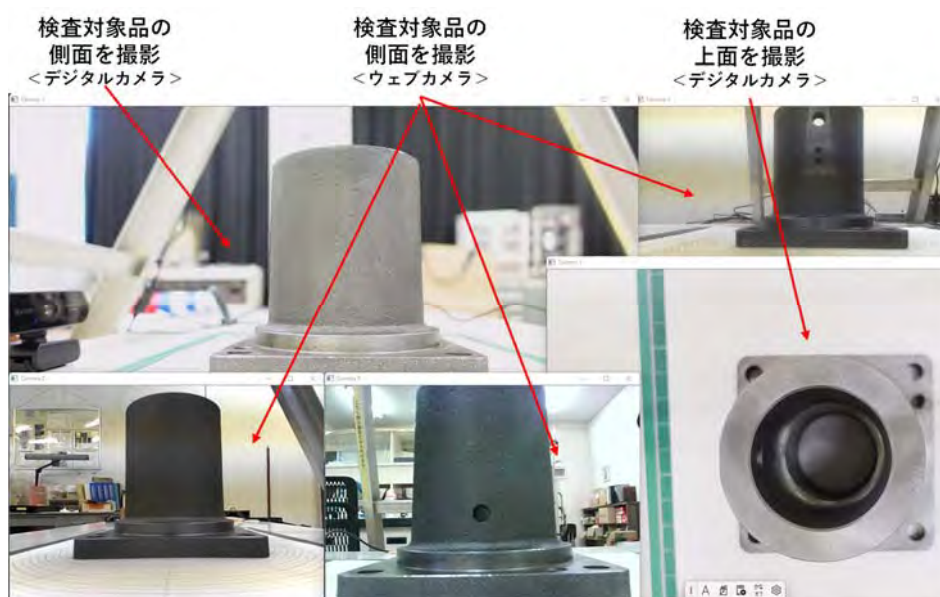 検査対象品の
側面を撮影
<デジタルカメラ>
検査対象品の
側面を撮影
<ウェブカメラ>
検査対象品の
上面を撮影
<デジタルカメラ>